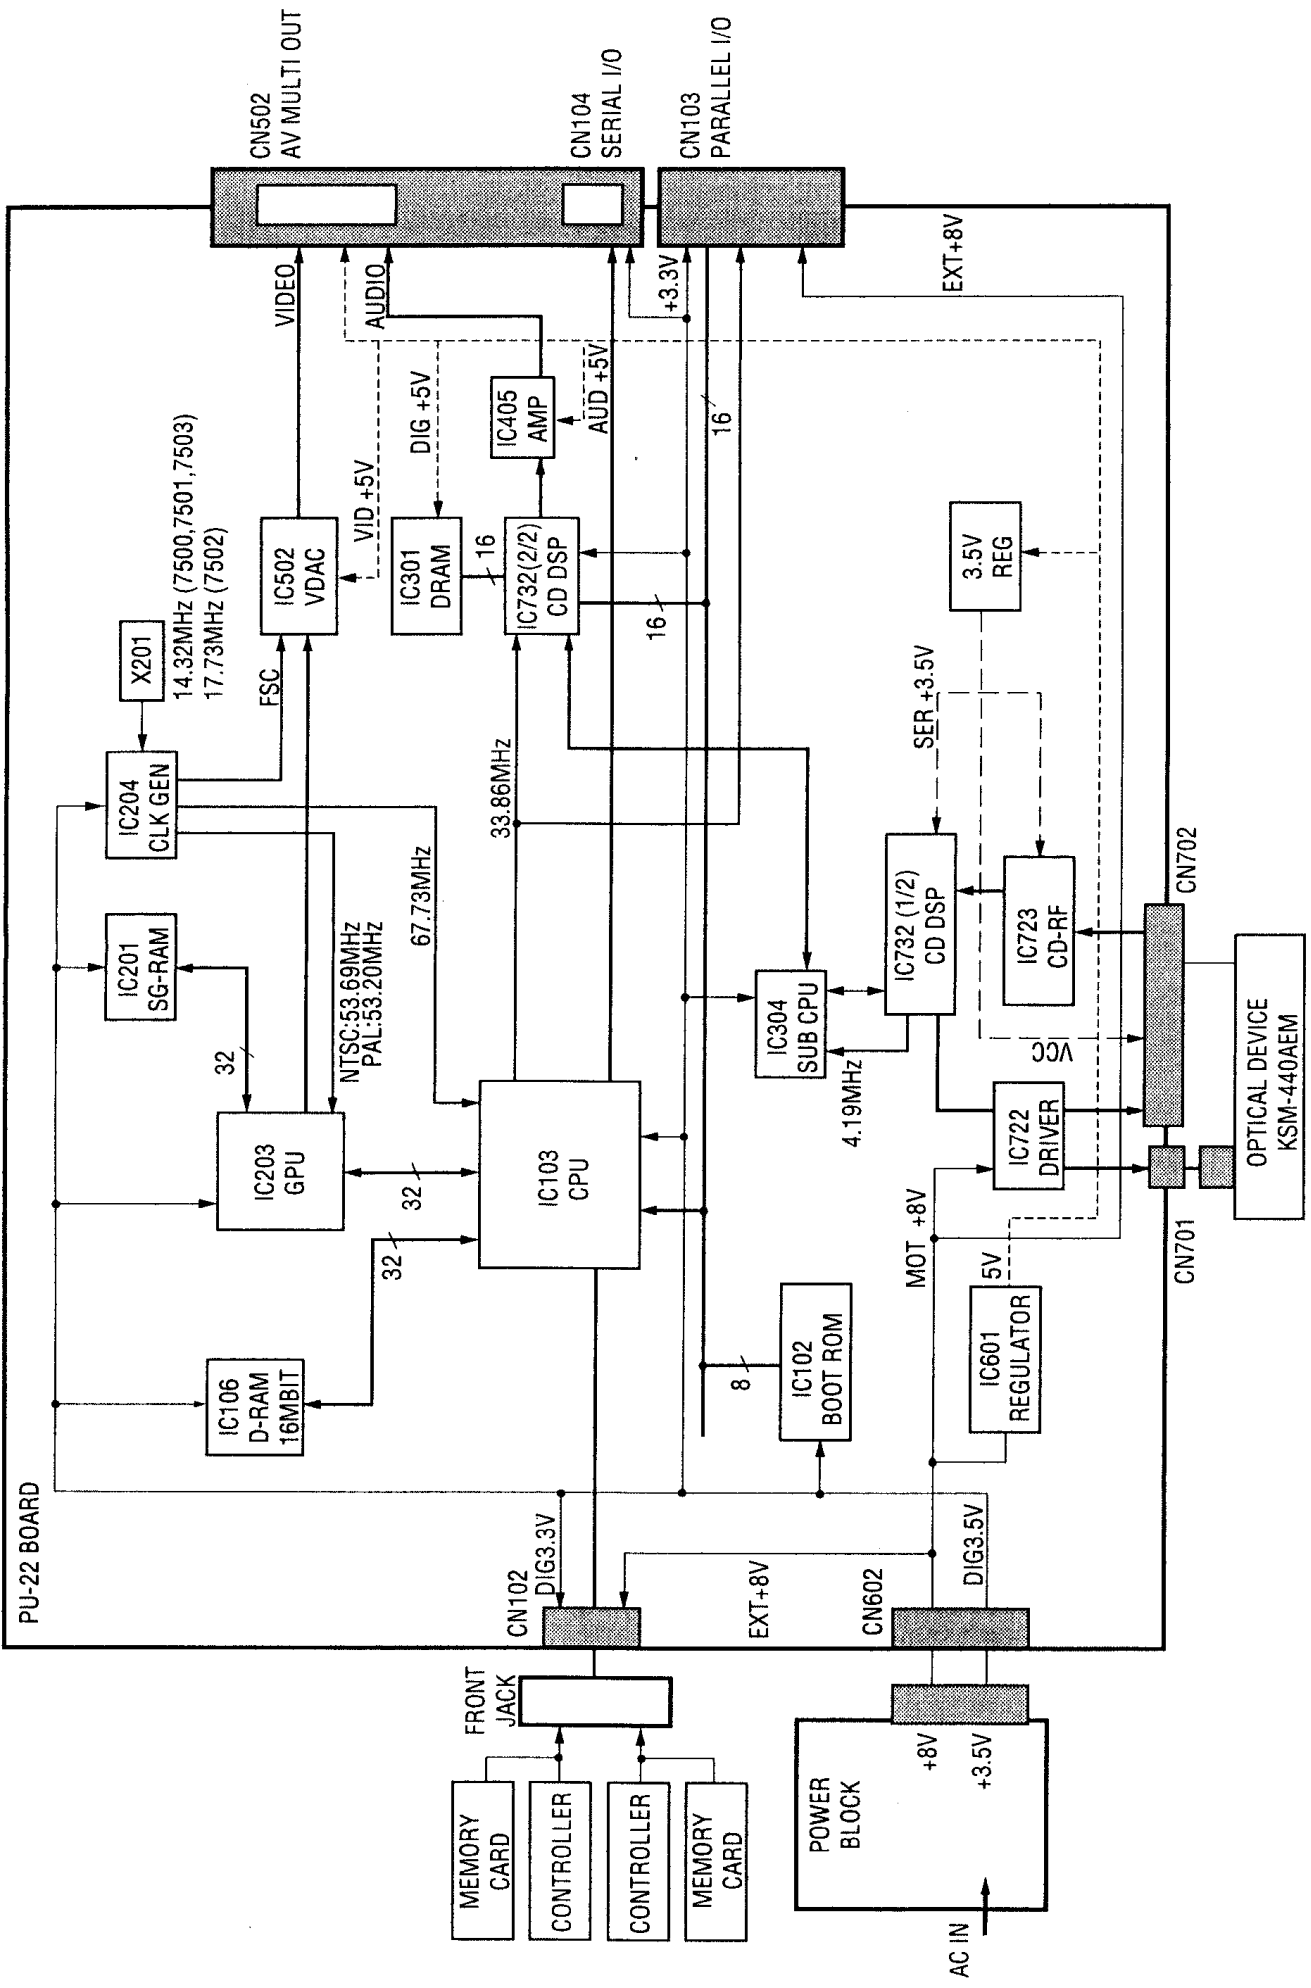 PU-22 BOARD
CN502
AV MULTI OUT
CN104
SERIAL I/O
CN103
PARALLEL I/O
VIDEO
AUDIO
+3.3V
EXT+8V
X201
14.32MHz (7500,7501,7503)
17.73MHz (7502)
IC204
CLK GEN
FSC
IC502
VDAC
VID +5V
DIG +5V
AUD +5V
IC301
DRAM
16
IC405
AMP
IC732(2/2)
CD DSP
16
16
IC201
SG-RAM
32
NTSC:53.69MHz
PAL:53.20MHz
67.73MHz
33.86MHz
IC203
GPU
32
IC106
D-RAM
16MBIT
32
IC103
CPU
IC304
SUB CPU
4.19MHz
IC732 (1/2)
CD DSP
SER +3.5V
3.5V
REG
IC723
CD-RF
VCC
IC722
DRIVER
CN702
CN701
OPTICAL DEVICE
KSM-440AEM
MOT +8V
5V
IC601
REGULATOR
8
IC102
BOOT ROM
CN102
DIG3.3V
EXT+8V
CN602
DIG3.5V
FRONT
JACK
MEMORY
CARD
CONTROLLER
CONTROLLER
MEMORY
CARD
POWER
BLOCK
+8V
+3.5V
AC IN